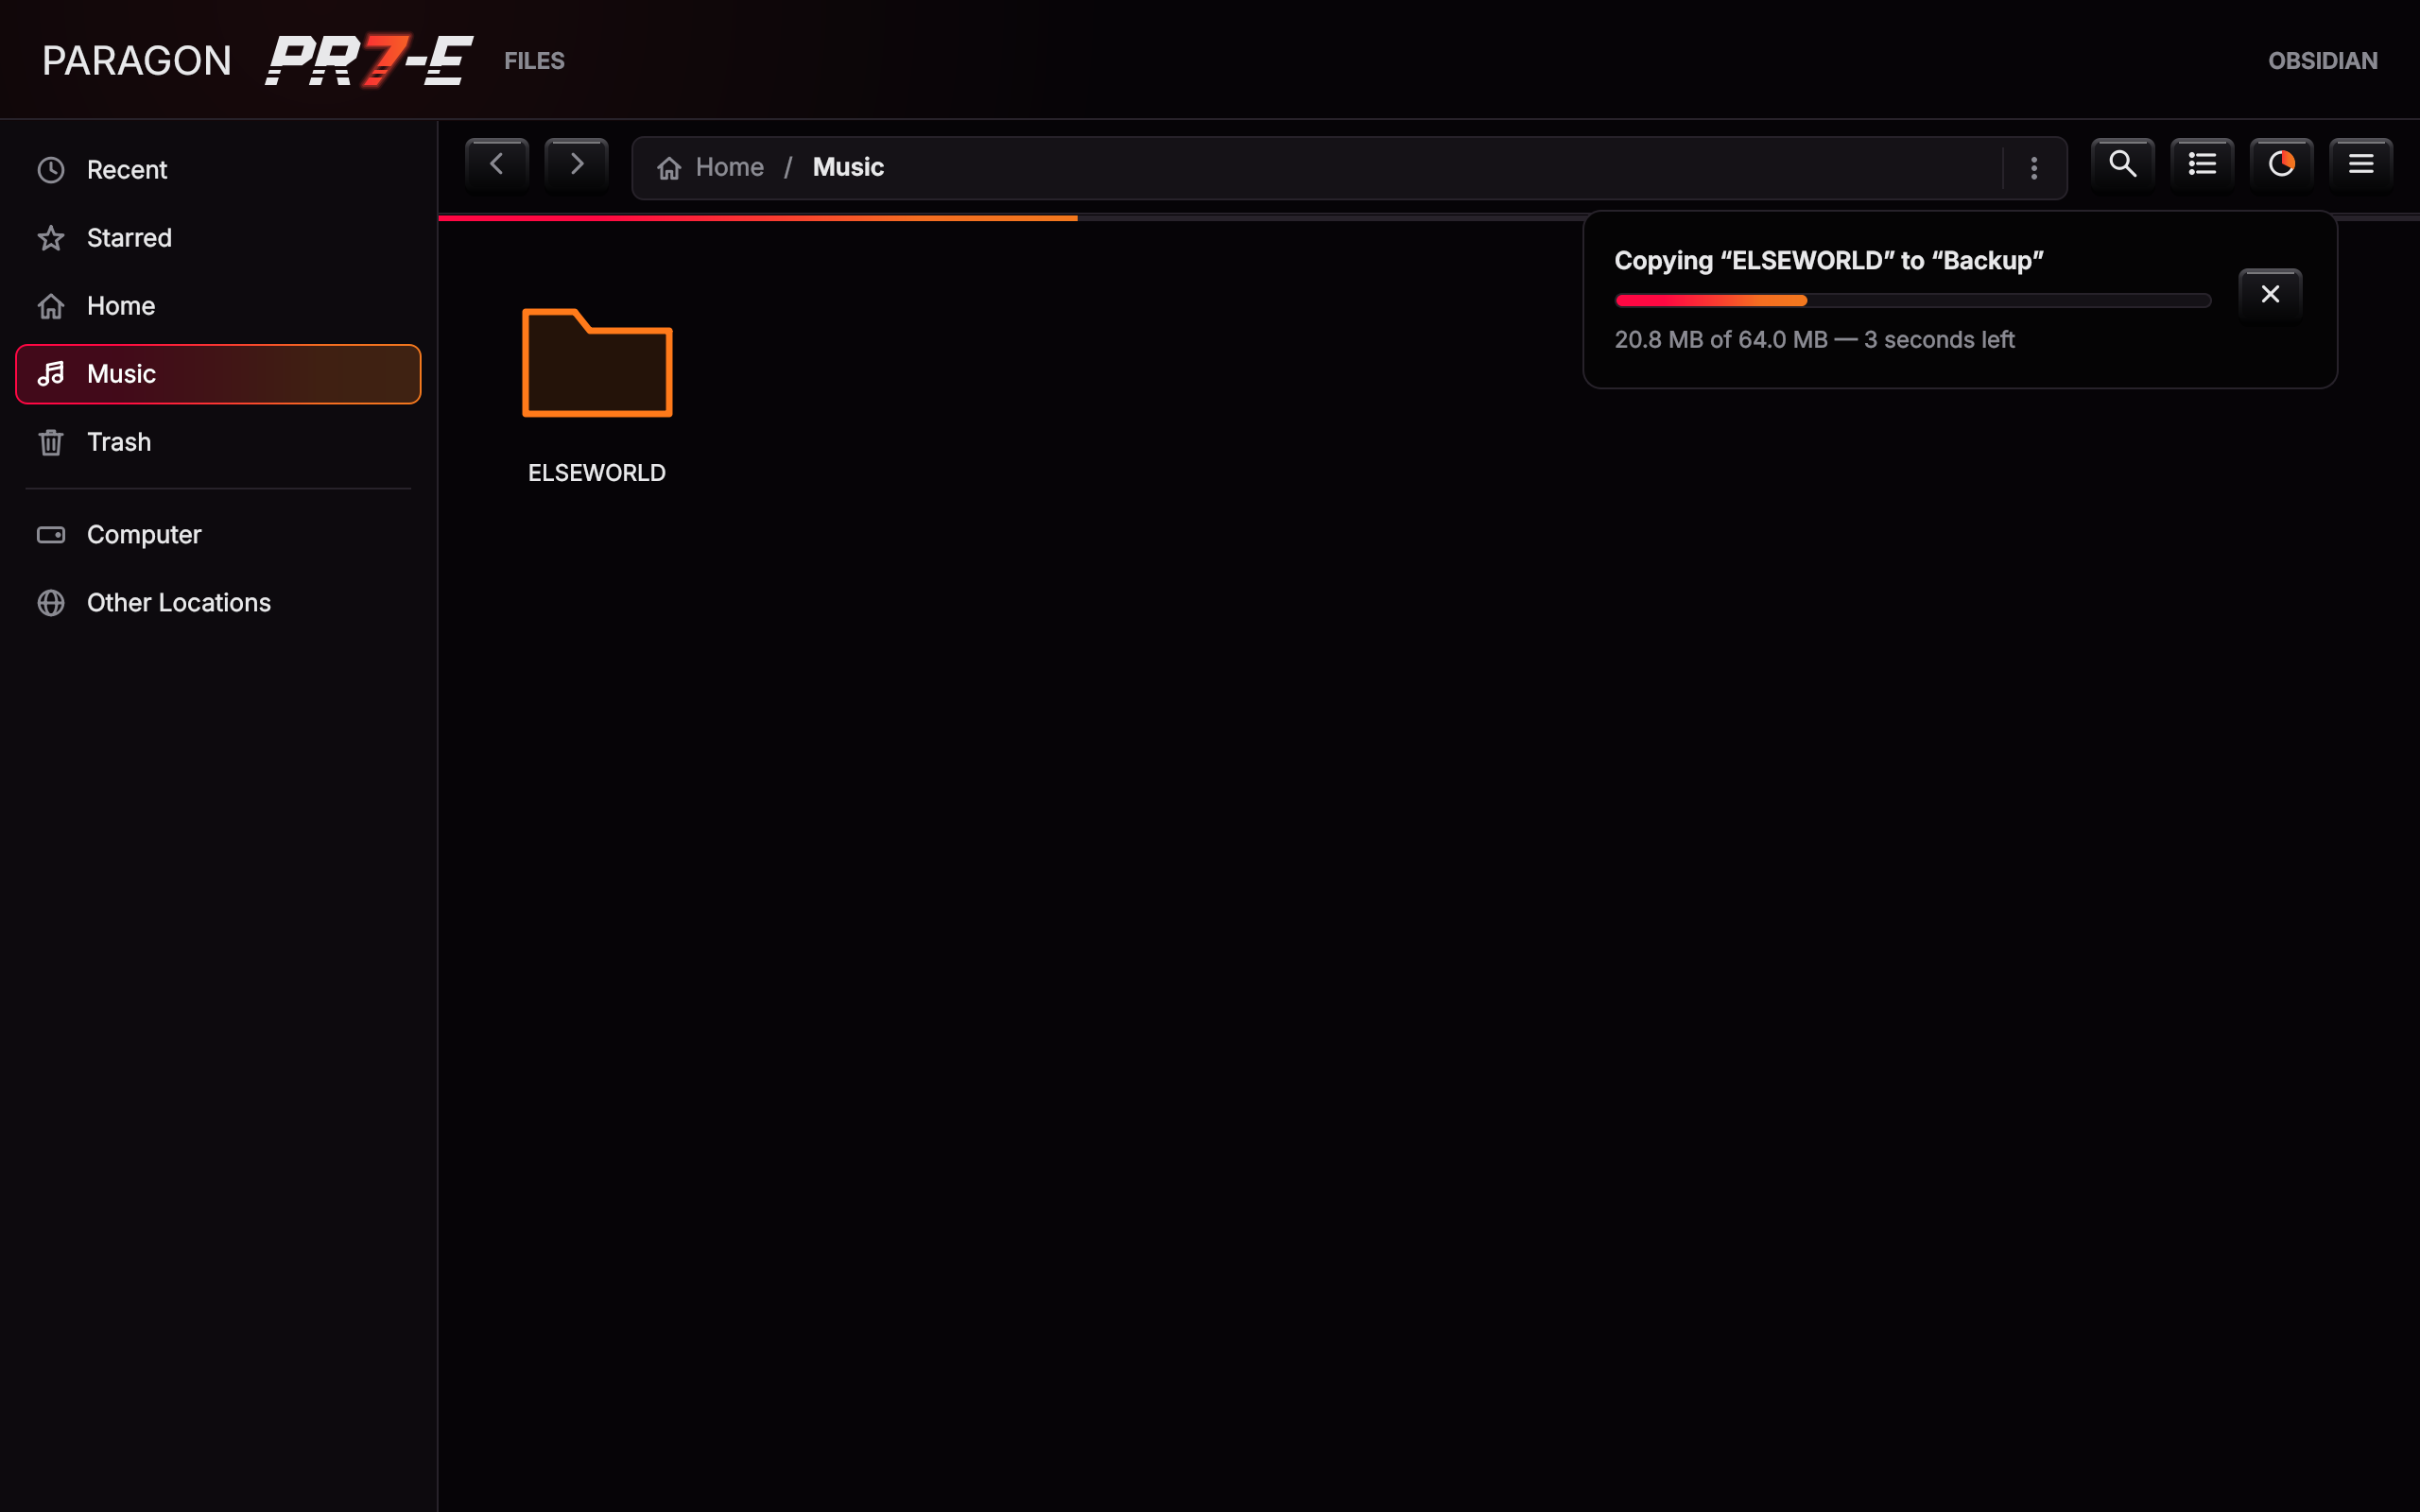 PARAGON PR7-E FILES
OBSIDIAN
Recent
Starred
Home
Music
Trash
Computer
Other Locations
Home / Music
Copying “ELSEWORLD” to “Backup”
20.8 MB of 64.0 MB — 3 seconds left
ELSEWORLD